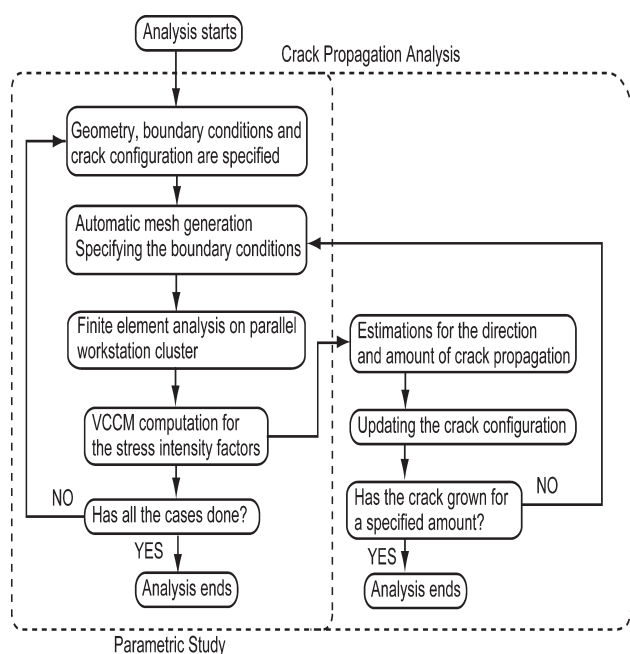 Analysis starts
Crack Propagation Analysis
Geometry, boundary conditions and
crack configuration are specified
Automatic mesh generation
Specifying the boundary conditions
Finite element analysis on parallel
workstation cluster
VCCM computation for
the stress intensity factors
NO
Has all the cases done?
YES
Analysis ends
Estimations for the direction
and amount of crack propagation
Updating the crack configuration
Has the crack grown for
a specified amount?
NO
YES
Analysis ends
Parametric Study